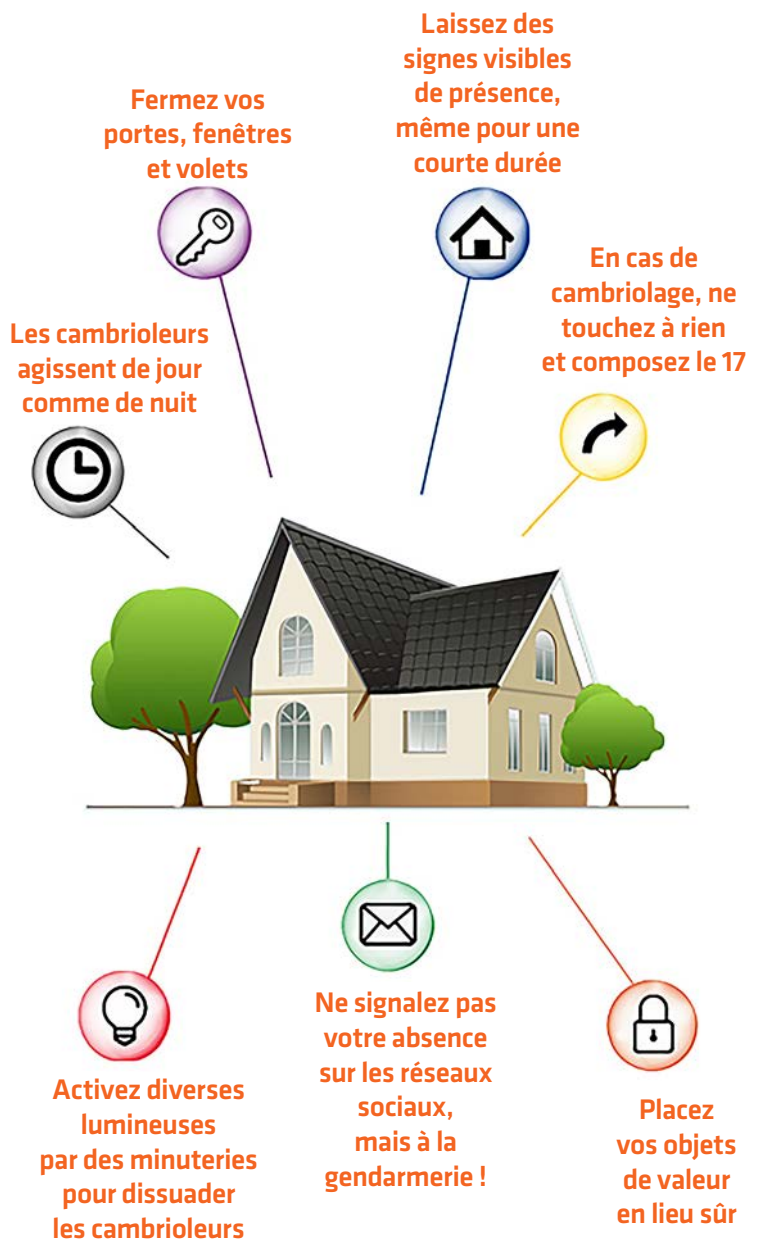 Laissez des
signes visibles
de présence,
même pour une
courte durée
Fermez vos
portes, fenêtres
et volets
En cas de
cambriolage, ne
touchez à rien
et composez le 17
Les cambrioleurs
agissent de jour
comme de nuit
Activez diverses
lumineuses
par des minuteries
pour dissuader
les cambrioleurs
Ne signalez pas
votre absence
sur les réseaux
sociaux,
mais à la
gendarmerie !
Placez
vos objets
de valeur
en lieu sûr